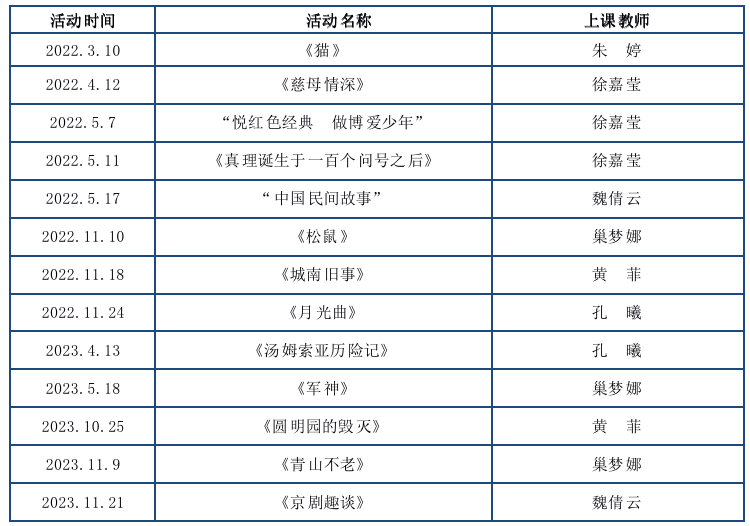 活动时间 活动名称 上课教师
2022.3.10 《猫》 朱　婷
2022.4.12 《慈母情深》 徐嘉莹
2022.5.7 “悦红色经典　做博爱少年” 徐嘉莹
2022.5.11 《真理诞生于一百个问号之后》 徐嘉莹
2022.5.17 “中国民间故事” 魏倩云
2022.11.10 《松鼠》 巢梦娜
2022.11.18 《城南旧事》 黄　菲
2022.11.24 《月光曲》 孔　曦
2023.4.13 《汤姆索亚历险记》 孔　曦
2023.5.18 《军神》 巢梦娜
2023.10.25 《圆明园的毁灭》 黄　菲
2023.11.9 《青山不老》 巢梦娜
2023.11.21 《京剧趣谈》 魏倩云